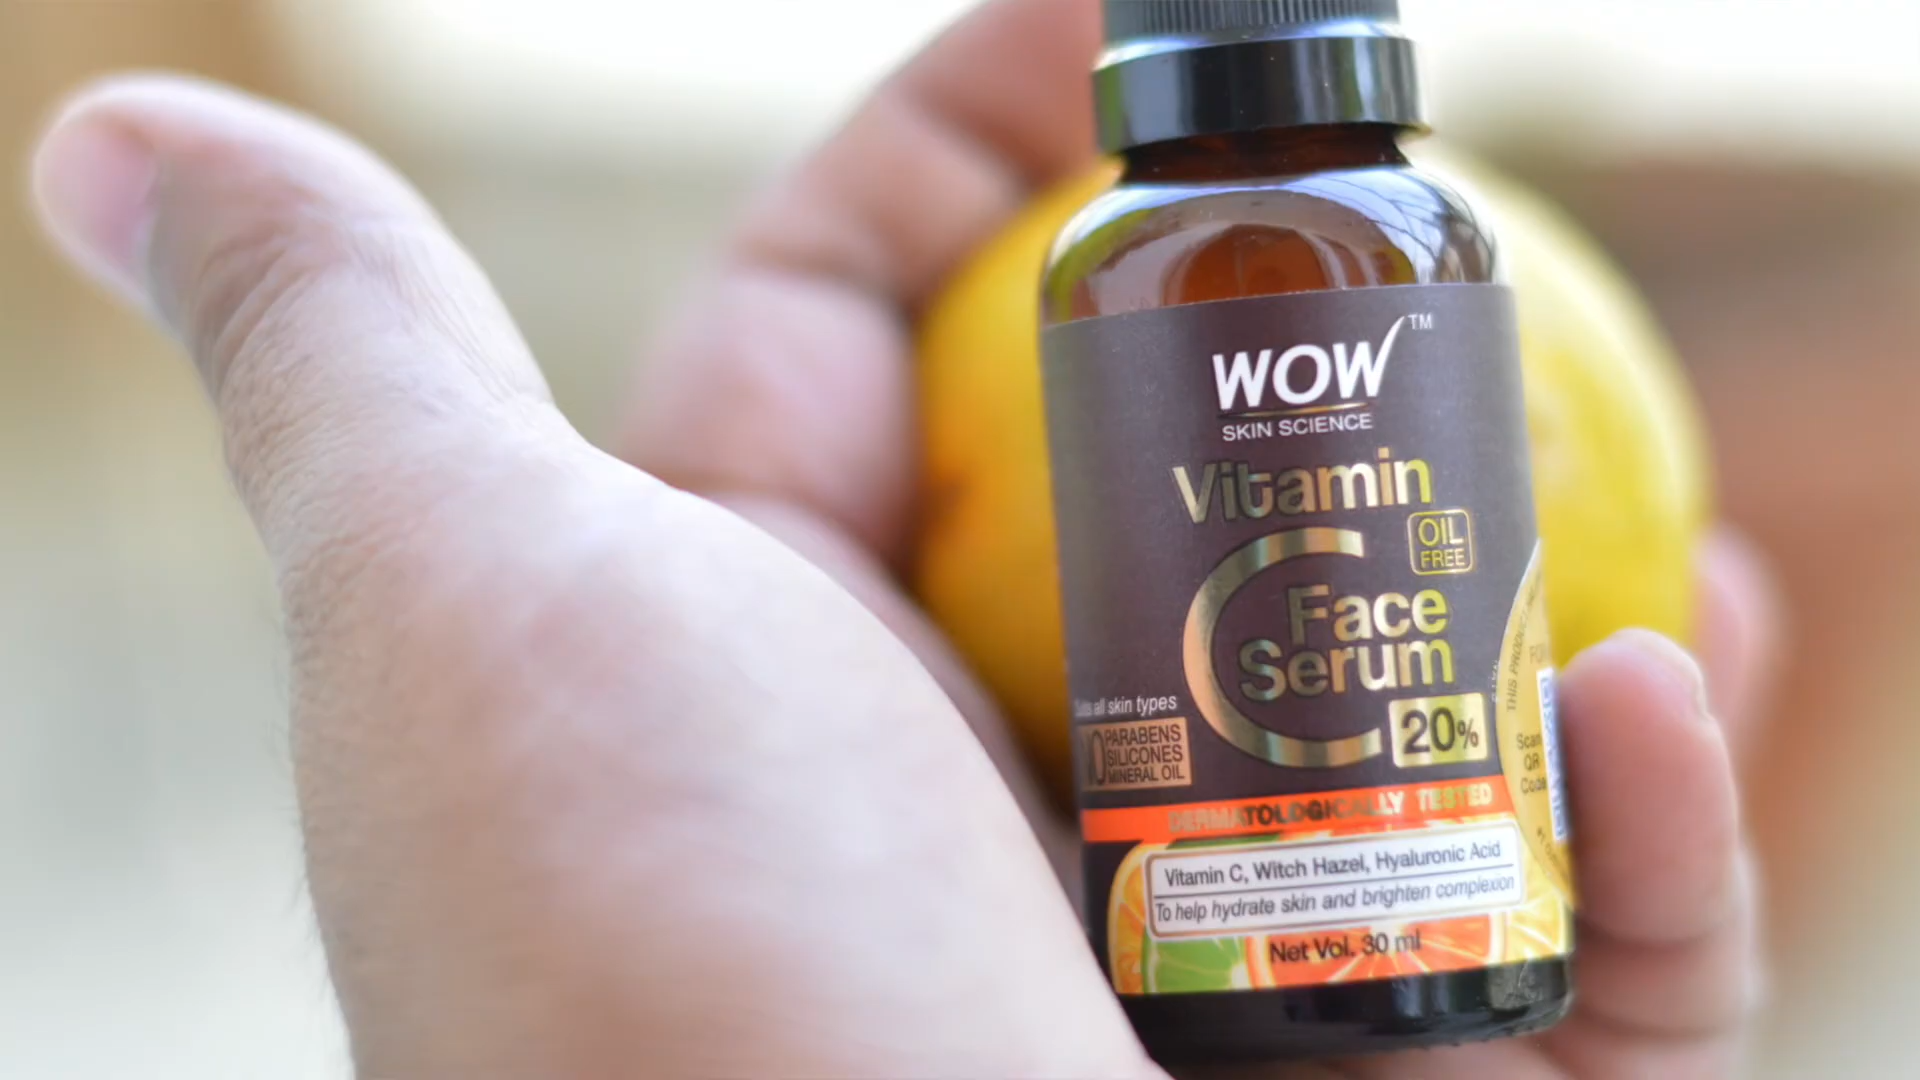 WOW™
SKIN SCIENCE
Vitamin
C
OIL
FREE
Face
Serum
20%
all skin types
PARABENS
SILICONES
MINERAL OIL
DERMATOLOGICALLY TESTED
Vitamin C, Witch Hazel, Hyaluronic Acid
To help hydrate skin and brighten complexion
Net Vol. 30 ml
THIS PRODUCT
Scan
QR
Code